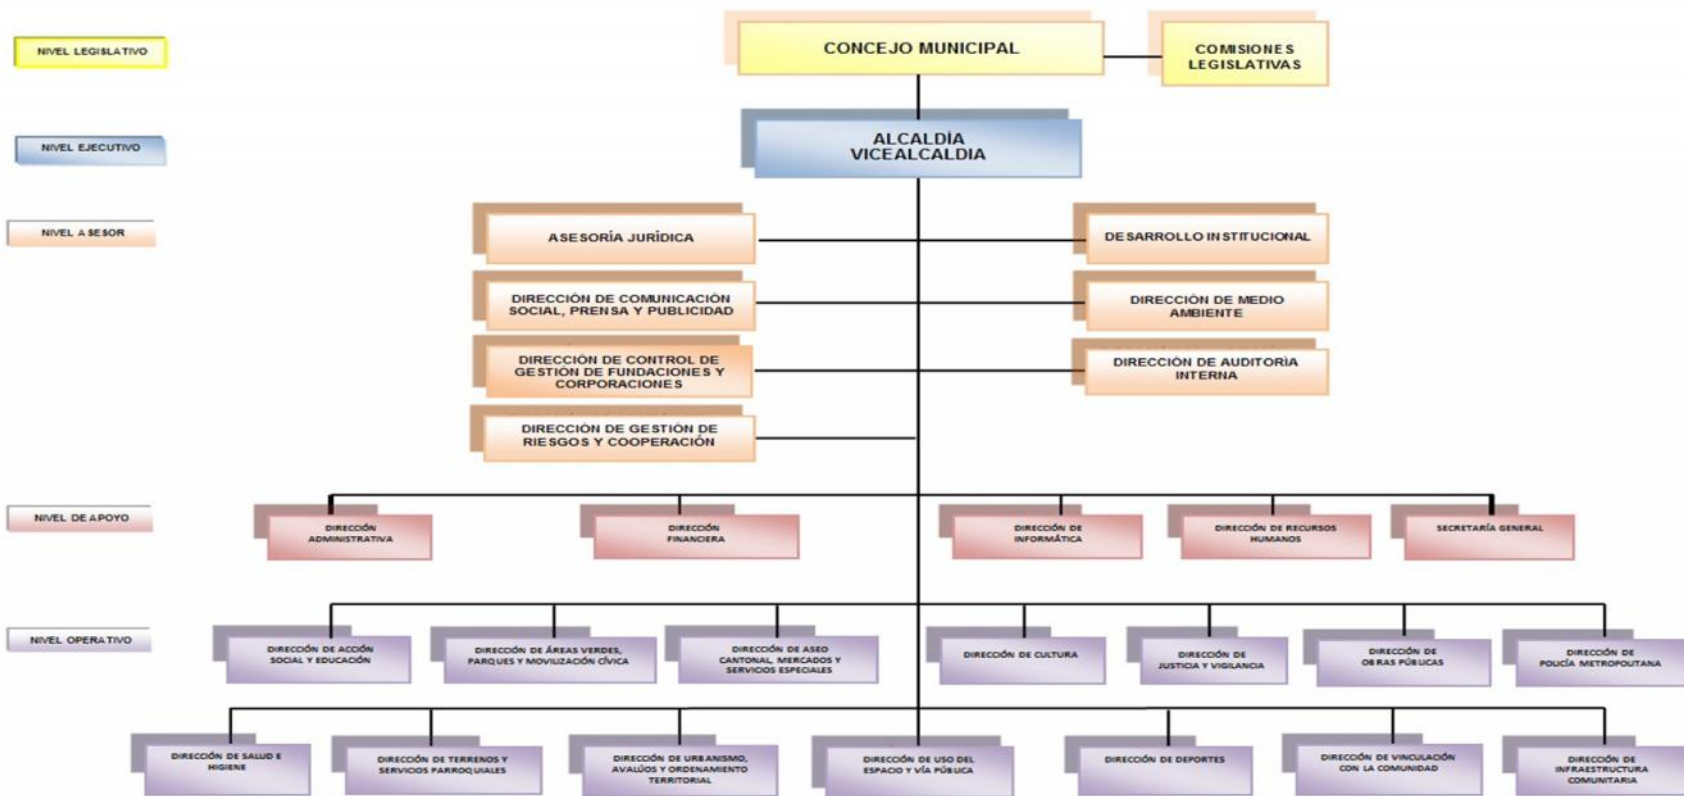 NIVEL LEGISLATIVO
CONCEJO MUNICIPAL
COMISIONES
LEGISLATIVAS
NIVEL EJECUTIVO
ALCALDÍA
VICEALCALDIA
NIVEL ASESOR
ASESORÍA JURÍDICA
DESARROLLO INSTITUCIONAL
DIRECCIÓN DE COMUNICACIÓN
SOCIAL, PRENSA Y PUBLICIDAD
DIRECCIÓN DE MEDIO
AMBIENTE
DIRECCIÓN DE CONTROL DE
GESTIÓN DE FUNDACIONES Y
CORPORACIONES
DIRECCIÓN DE AUDITORÌA
INTERNA
DIRECCIÓN DE GESTIÓN DE
RIESGOS Y COOPERACIÓN
NIVEL DE APOYO
DIRECCIÓN
ADMINISTRATIVA
DIRECCIÓN
FINANCIERA
DIRECCIÓN DE
INFORMÁTICA
DIRECCIÓN DE RECURSOS
HUMANOS
SECRETARÍA GENERAL
NIVEL OPERATIVO
DIRECCIÓN DE ACCIÓN
SOCIAL Y EDUCACIÓN
DIRECCIÓN DE ÁREAS VERDES,
PARQUES Y MOVILIZACIÓN CÍVICA
DIRECCIÓN DE ASEO
CANTONAL, MERCADOS Y
SERVICIOS ESPECIALES
DIRECCIÓN DE CULTURA
DIRECCIÓN DE
JUSTICIA Y VIGILANCIA
DIRECCIÓN DE
OBRAS PÚBLICAS
DIRECCIÓN DE
POLICÍA METROPOLITANA
DIRECCIÓN DE SALUD E
HIGIENE
DIRECCIÓN DE TERRENOS Y
SERVICIOS PARROQUALES
DIRECCIÓN DE URBANISMO,
AVALÚOS Y ORDENAMIENTO
TERRITORIAL
DIRECCIÓN DE USO DEL
ESPACIO Y VÍA PÚBLICA
DIRECCIÓN DE DEPORTES
DIRECCIÓN DE VINCULACIÓN
CON LA COMUNIDAD
DIRECCIÓN DE
INFRAESTRUCTURA
COMUNITARIA